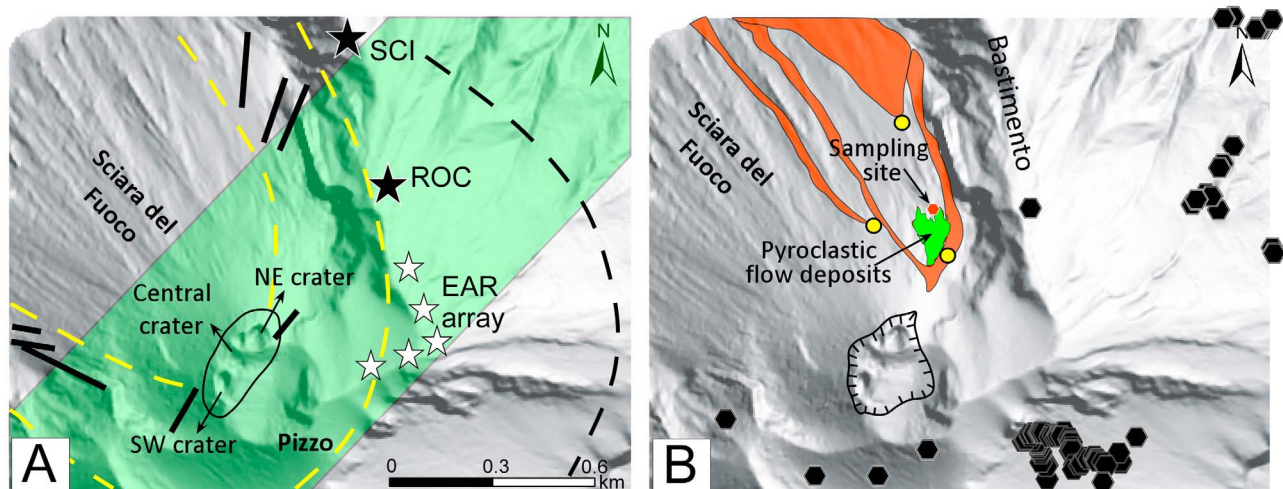 SCI
N
ROC
Sciara del
Fuoco
NE crater
Central
crater
EAR
array
SW crater
Pizzo
0
0.3
0.6
km
A
Bastimento
N
Sciara del
Fuoco
Sampling
site
Pyroclastic
flow deposits
B